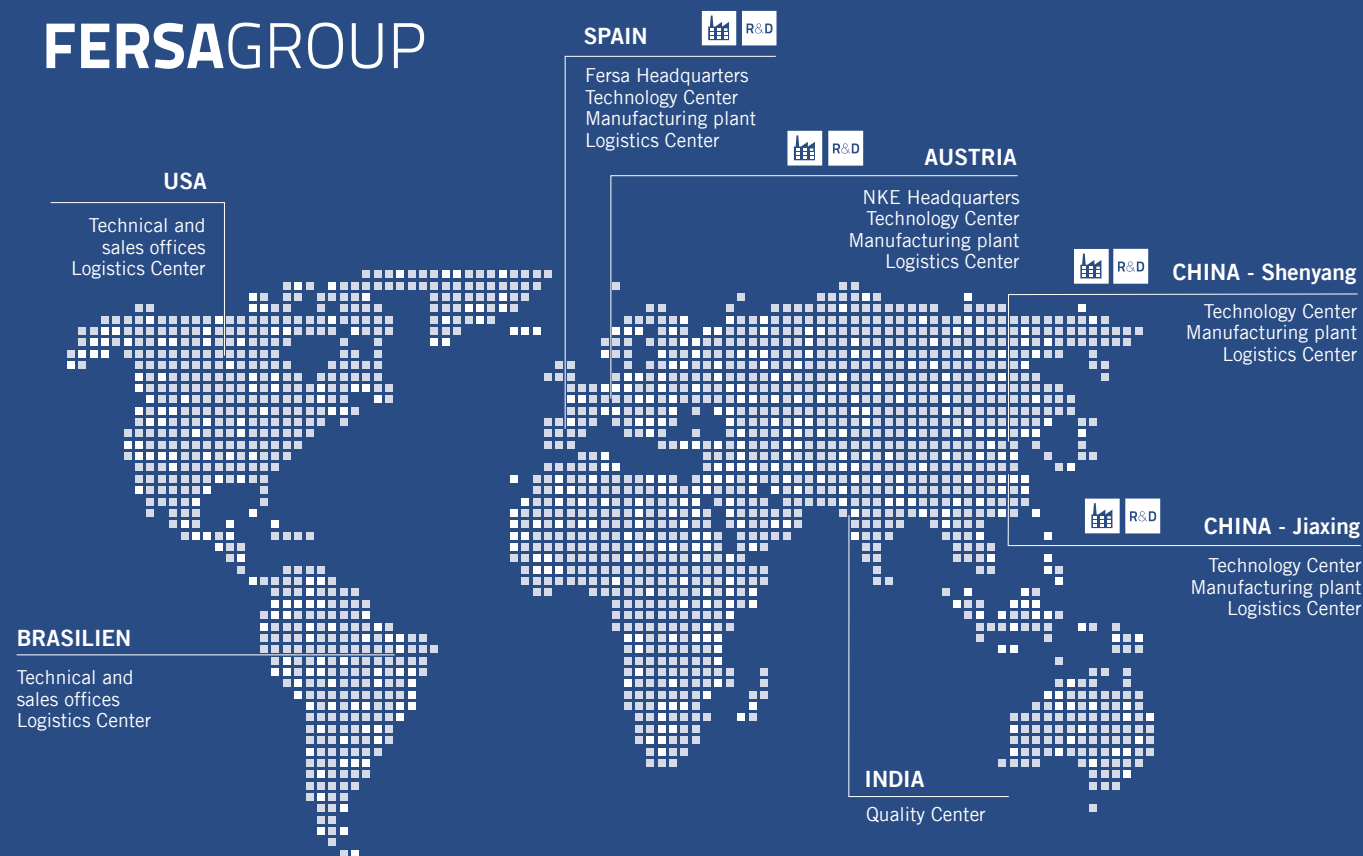 FERSAGROUP
SPAIN
R&D
Fersa Headquarters
Technology Center
Manufacturing plant
Logistics Center
R&D
AUSTRIA
NKE Headquarters
Technology Center
Manufacturing plant
Logistics Center
USA
Technical and
sales offices
Logistics Center
R&D
CHINA - Shenyang
Technology Center
Manufacturing plant
Logistics Center
R&D
CHINA - Jiaxing
Technology Center
Manufacturing plant
Logistics Center
BRASILIEN
Technical and
sales offices
Logistics Center
INDIA
Quality Center